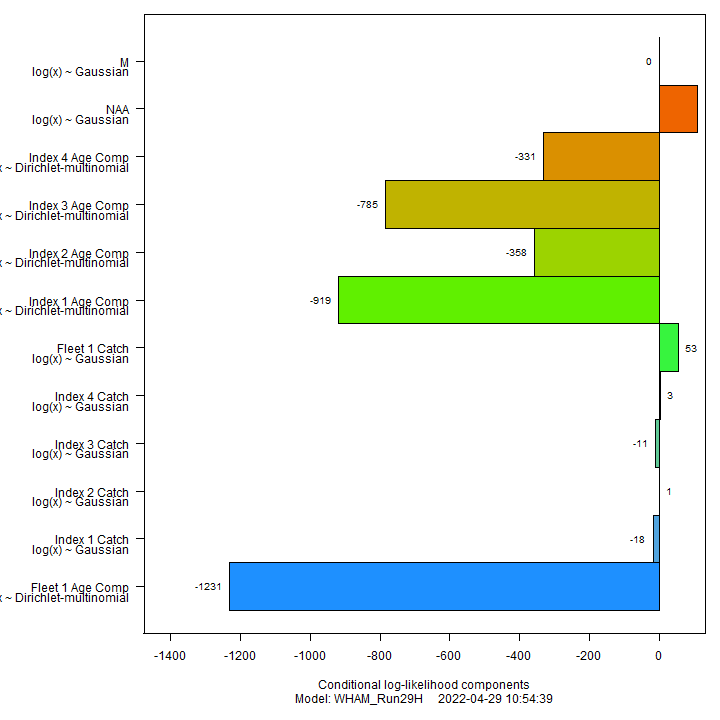 M
log(x) ~ Gaussian
0
NAA
log(x) ~ Gaussian
Index 4 Age Comp
x ~ Dirichlet-multinomial
-331
Index 3 Age Comp
x ~ Dirichlet-multinomial
-785
Index 2 Age Comp
x ~ Dirichlet-multinomial
-358
Index 1 Age Comp
x ~ Dirichlet-multinomial
-919
Fleet 1 Catch
log(x) ~ Gaussian
53
Index 4 Catch
log(x) ~ Gaussian
3
Index 3 Catch
log(x) ~ Gaussian
-11
Index 2 Catch
log(x) ~ Gaussian
1
Index 1 Catch
log(x) ~ Gaussian
-18
Fleet 1 Age Comp
x ~ Dirichlet-multinomial
-1231
-1400 -1200 -1000 -800 -600 -400 -200 0
Conditional log-likelihood components
Model: WHAM_Run29H 2022-04-29 10:54:39